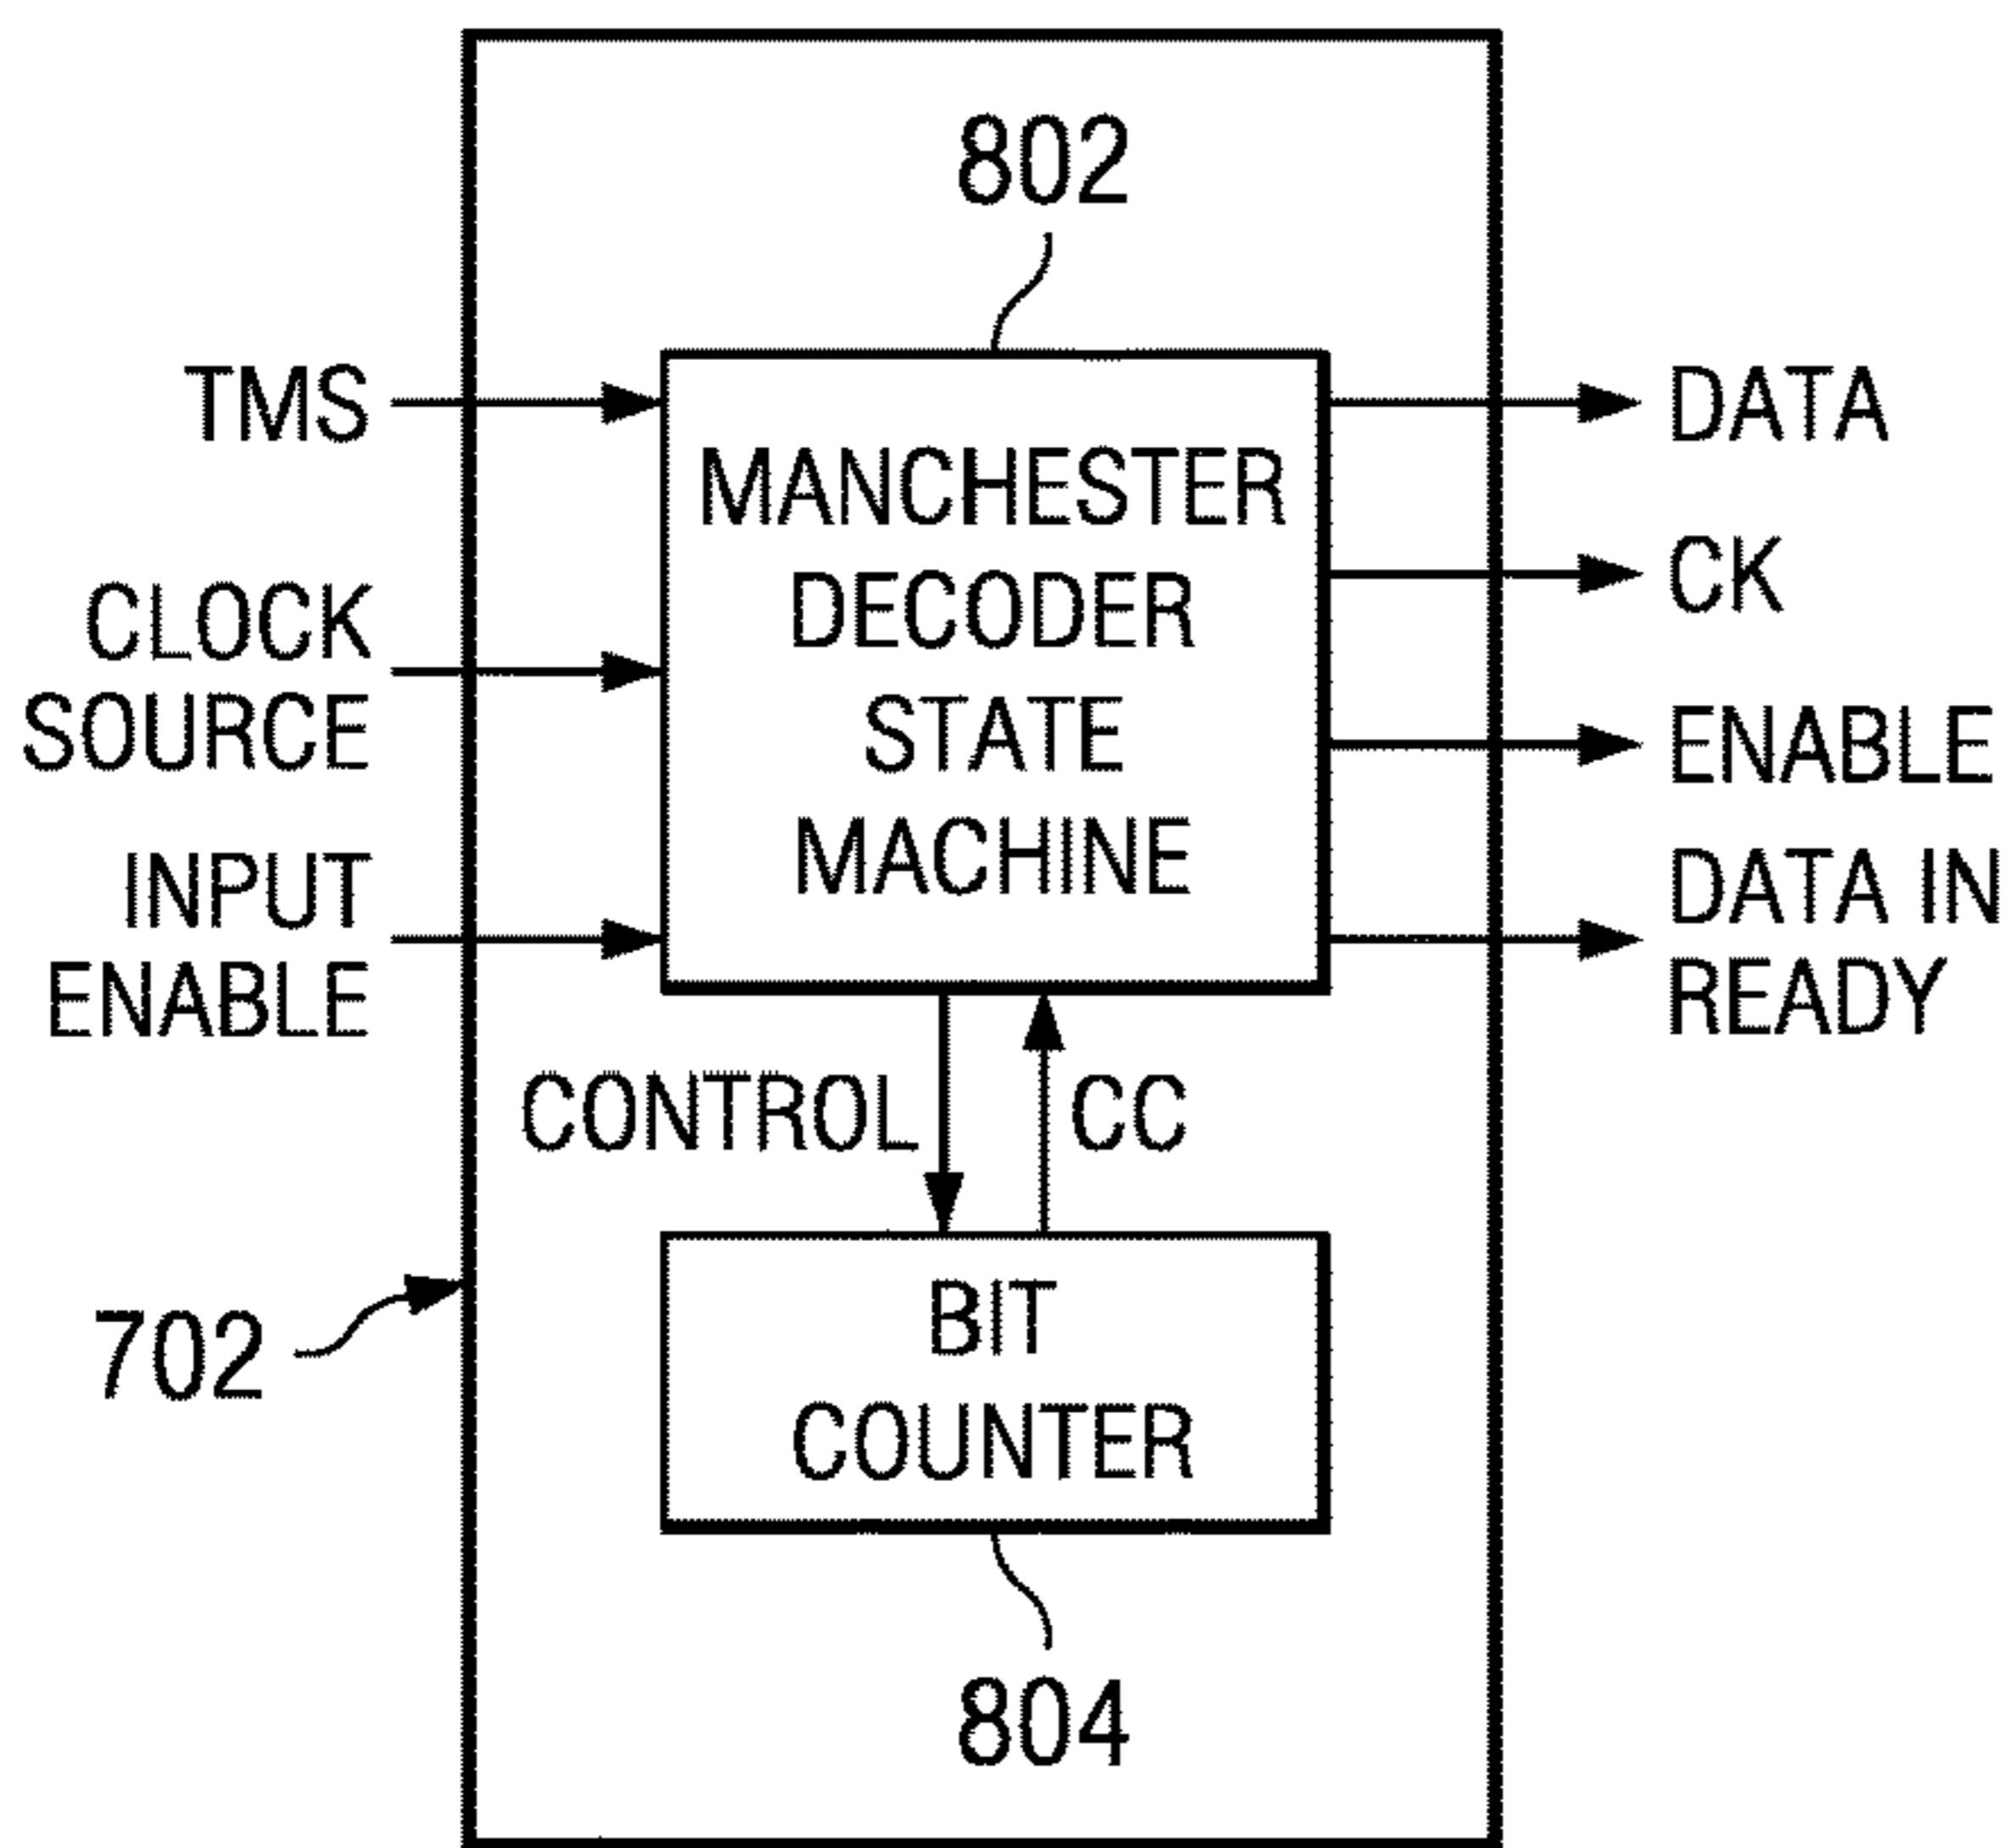 802
TMS
CLOCK
SOURCE
INPUT
ENABLE
MANCHESTER
DECODER
STATE
MACHINE
DATA
CK
ENABLE
DATA IN
READY
CONTROL
CC
702
BIT
COUNTER
804